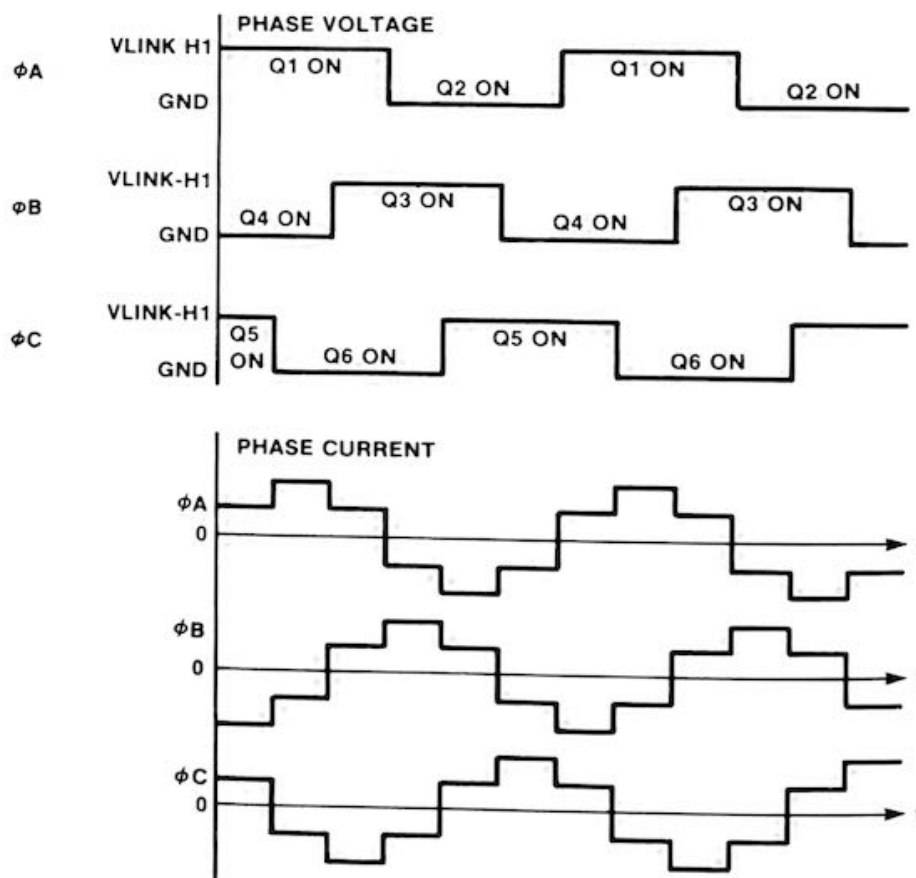 PHASE VOLTAGE
VLINK H1
Q1 ON
Q1 ON
φA
Q2 ON
Q2 ON
GND
VLINK-H1
Q3 ON
Q3 ON
φB
Q4 ON
Q4 ON
GND
VLINK-H1
φC
Q5
ON
Q6 ON
Q5 ON
Q6 ON
GND
PHASE CURRENT
φA
0
φB
0
φC
0